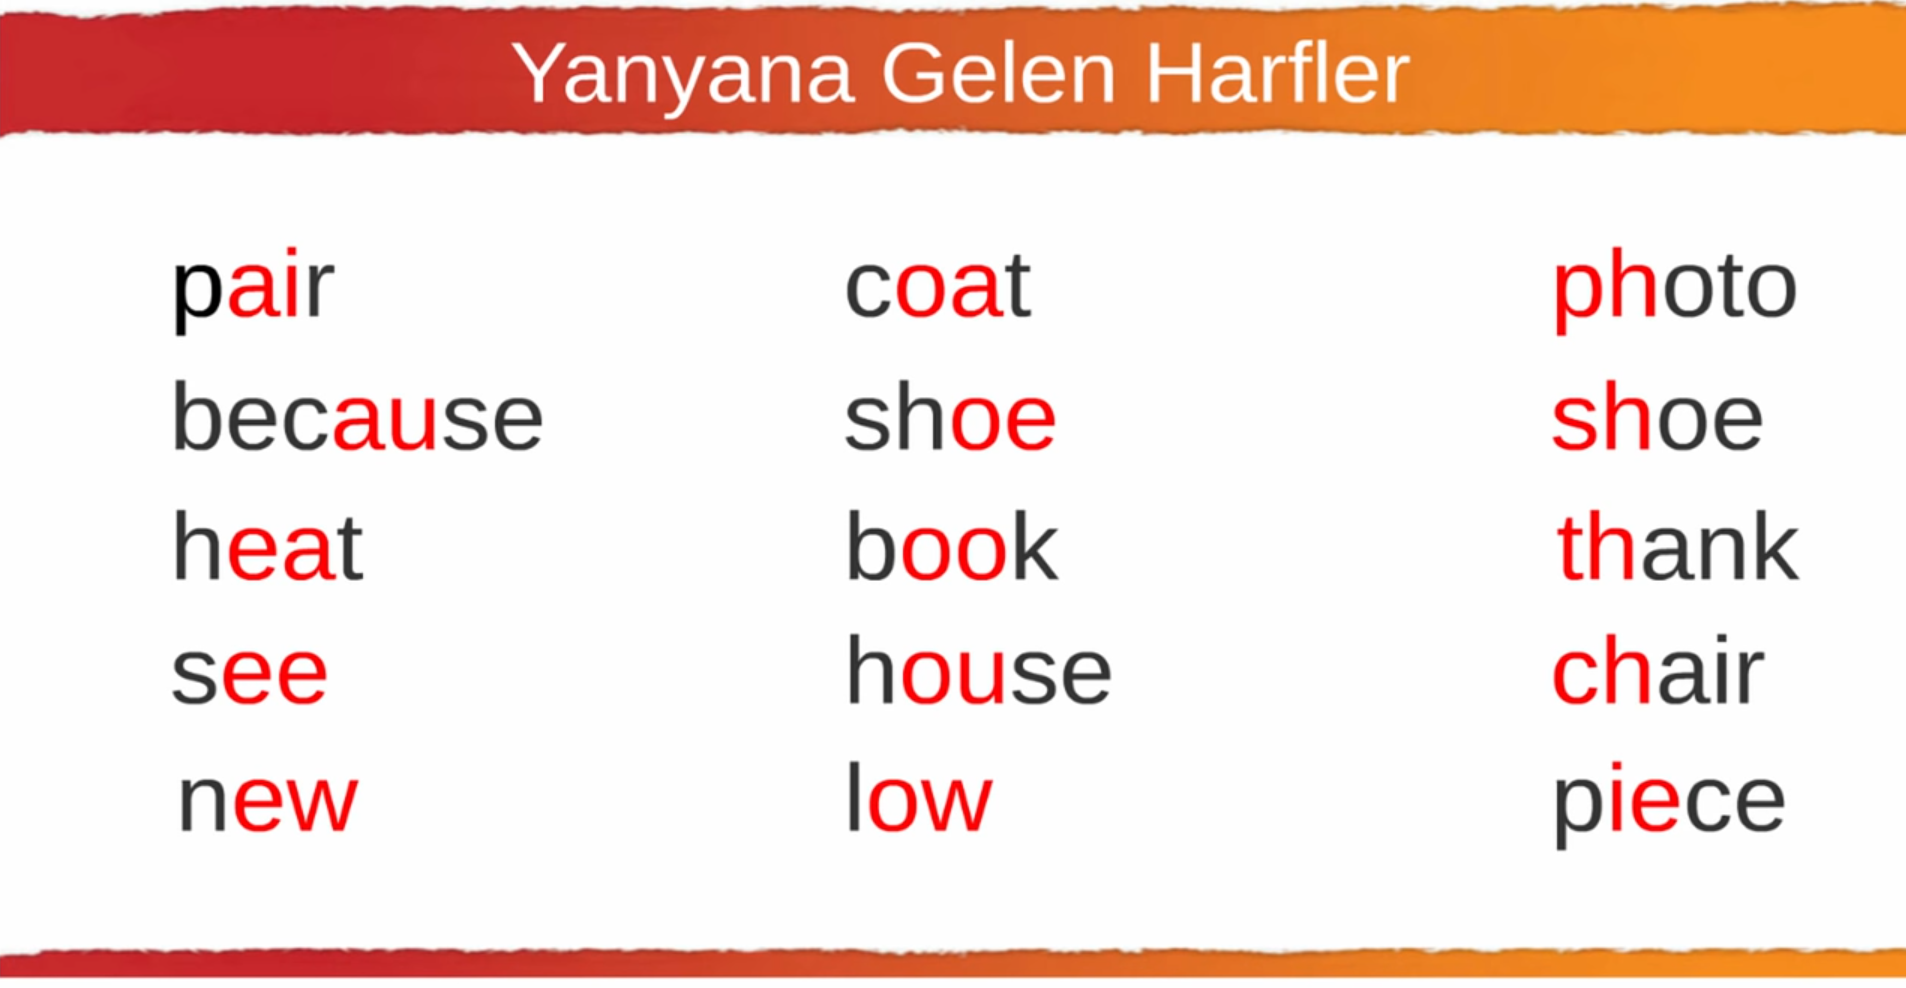 Yanyana Gelen Harfler
pair coat photo
because shoe shoe
heat book thank
see house chair
new low piece